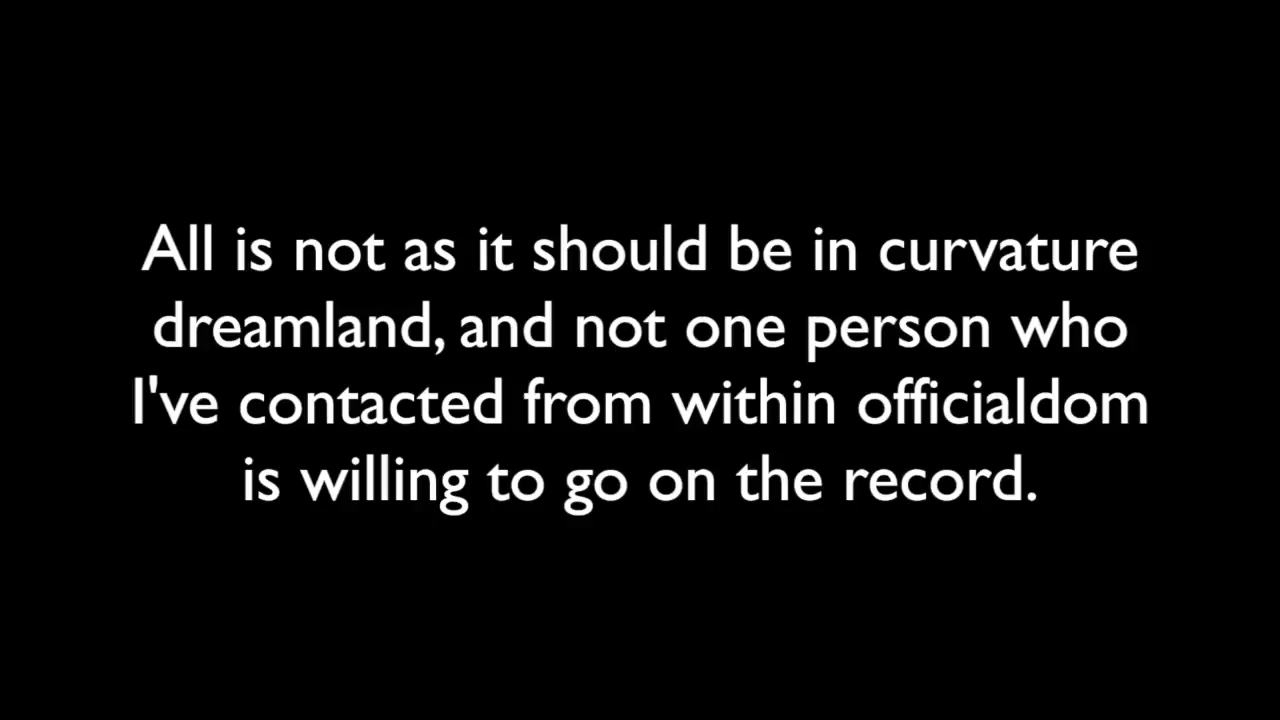 All is not as it should be in curvature
dreamland, and not one person who
I've contacted from within officialdom
is willing to go on the record.